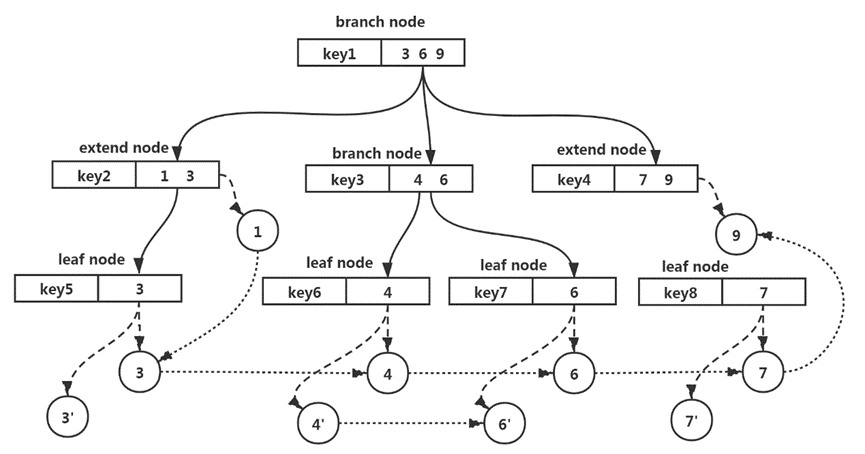 branch node
key1 3 6 9
extend node
branch node
extend node
key2 1 3
key3 4 6
key4 7 9
1
9
leaf node
leaf node
leaf node
leaf node
key5 3
key6 4
key7 6
key8 7
3
4
6
7
3'
4'
6'
7'